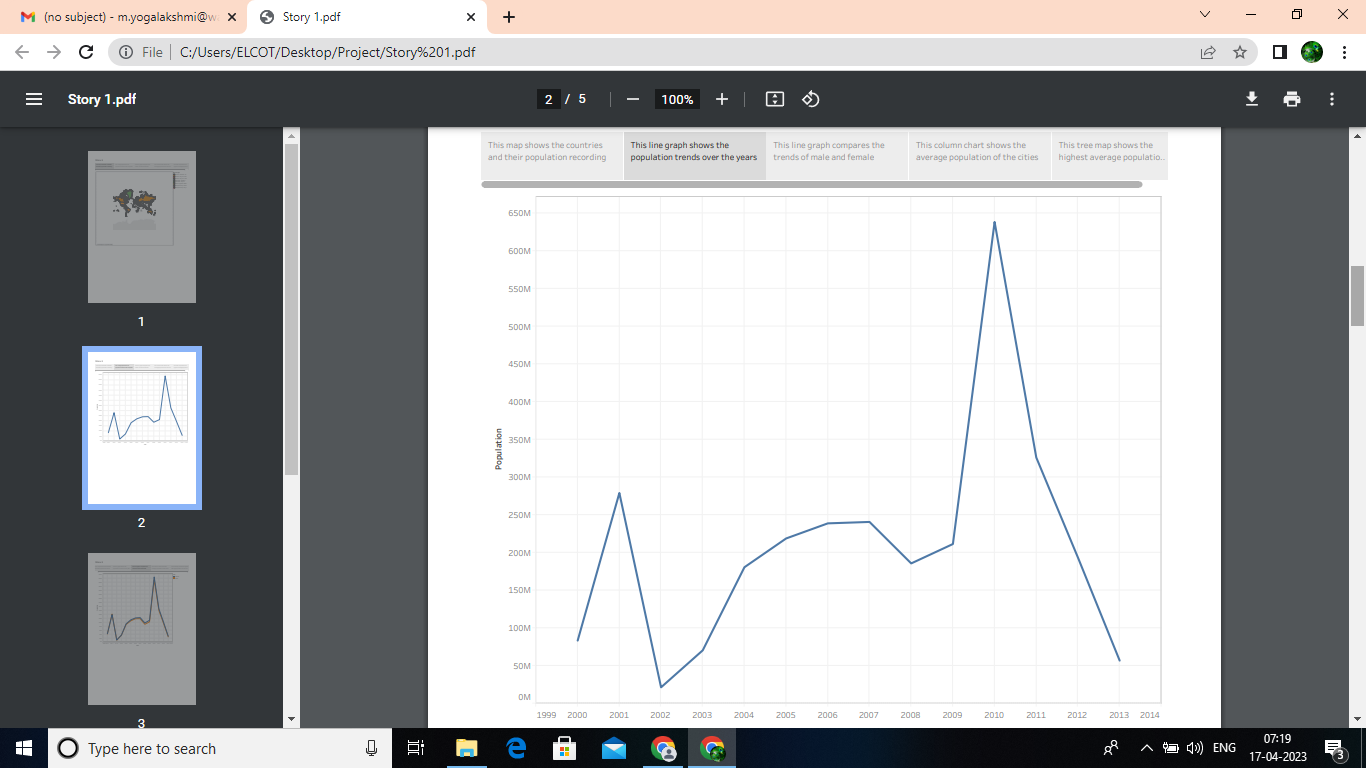 (no subject) - m.yogalakshmi@w
Story 1.pdf
File
C:/Users/ELCOT/Desktop/Project/Story%201.pdf
Story 1.pdf
2 / 5
100%
1
2
3
This map shows the countries
and their population recording
This line graph shows the
population trends over the years
This line graph compares the
trends of male and female
This column chart shows the
average population of the cities
This tree map shows the
highest average populatio..
Population
650M
600M
550M
500M
450M
400M
350M
300M
250M
200M
150M
100M
50M
0M
1999 2000 2001 2002 2003 2004 2005 2006 2007 2008 2009 2010 2011 2012 2013 2014
Type here to search
ENG
07:19
17-04-2023
3